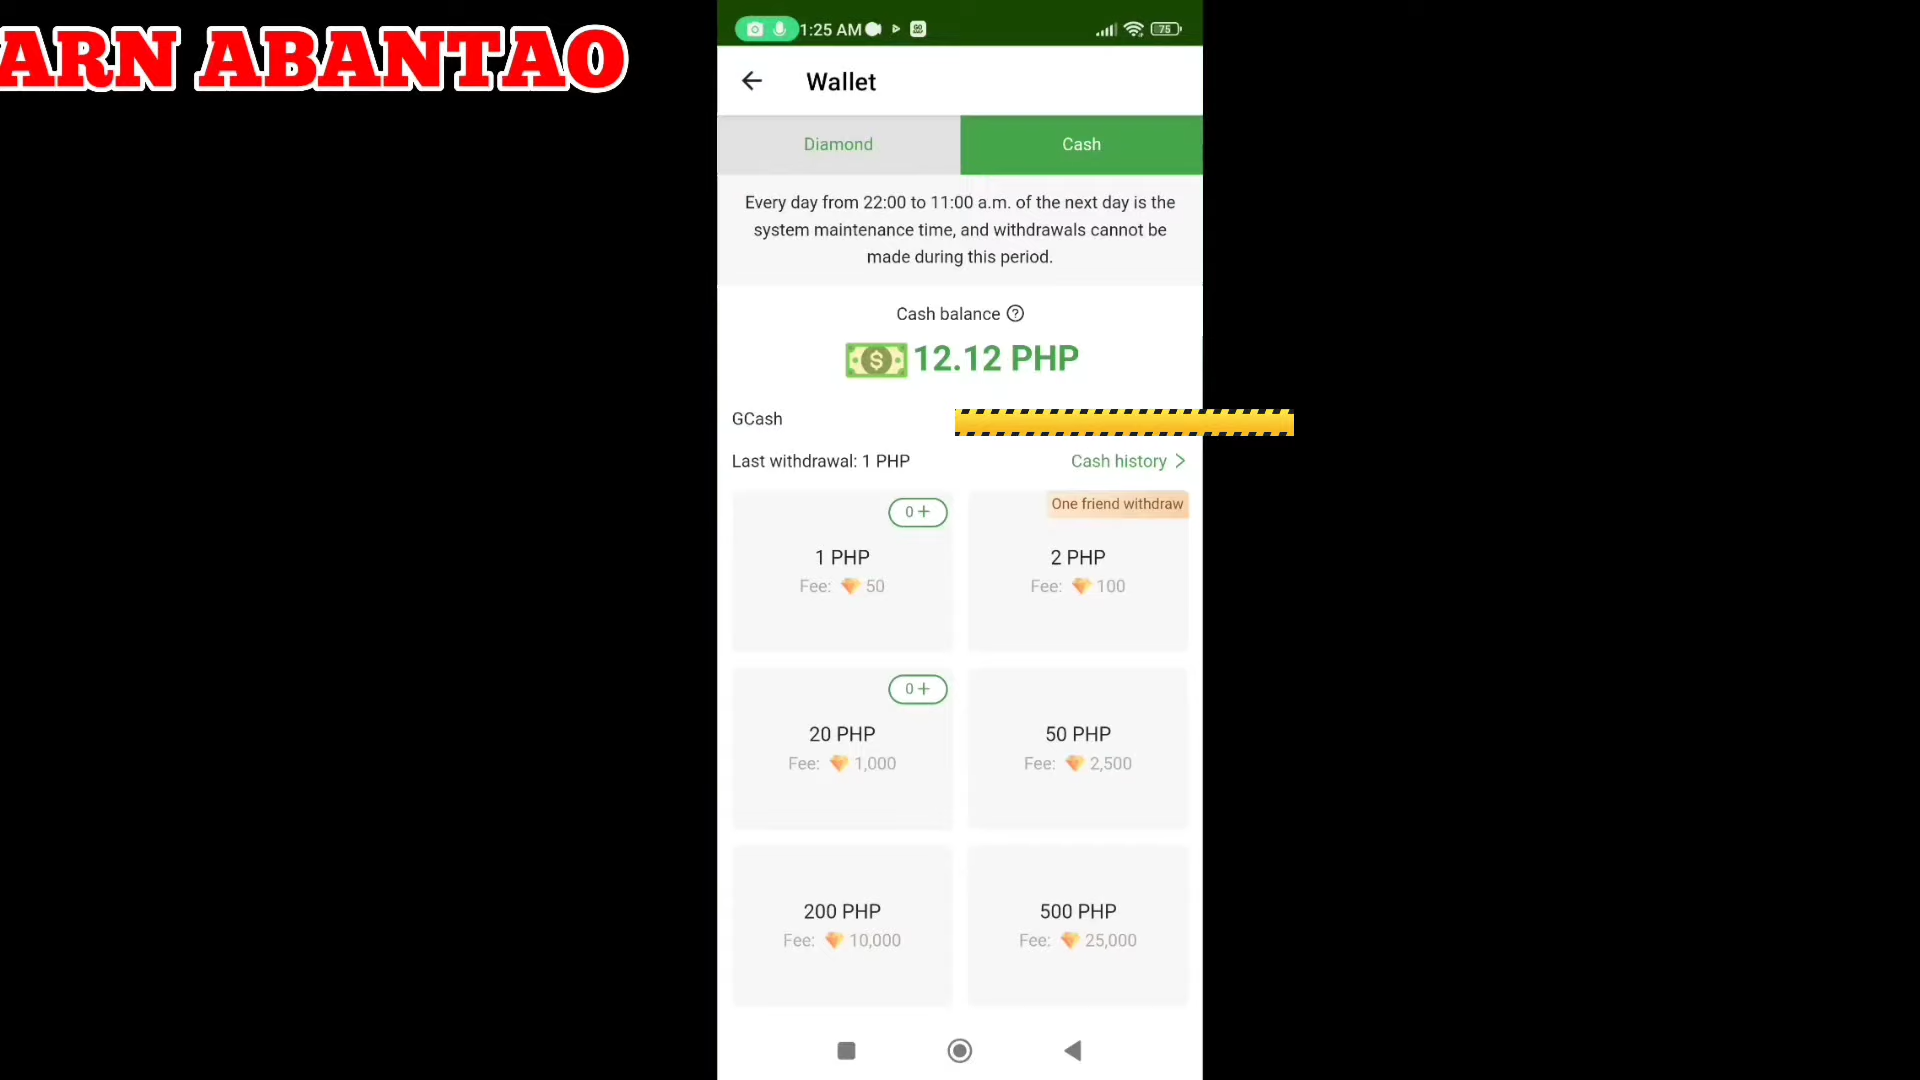 ARN ABANTAO
1:25 AM
75
Wallet
Diamond
Cash
Every day from 22:00 to 11:00 a.m. of the next day is the
system maintenance time, and withdrawals cannot be
made during this period.
Cash balance ?
$ 12.12 PHP
GCash
Last withdrawal: 1 PHP
Cash history >
0 +
One friend withdraw
1 PHP
Fee: 50
2 PHP
Fee: 100
0 +
20 PHP
Fee: 1,000
50 PHP
Fee: 2,500
200 PHP
Fee: 10,000
500 PHP
Fee: 25,000